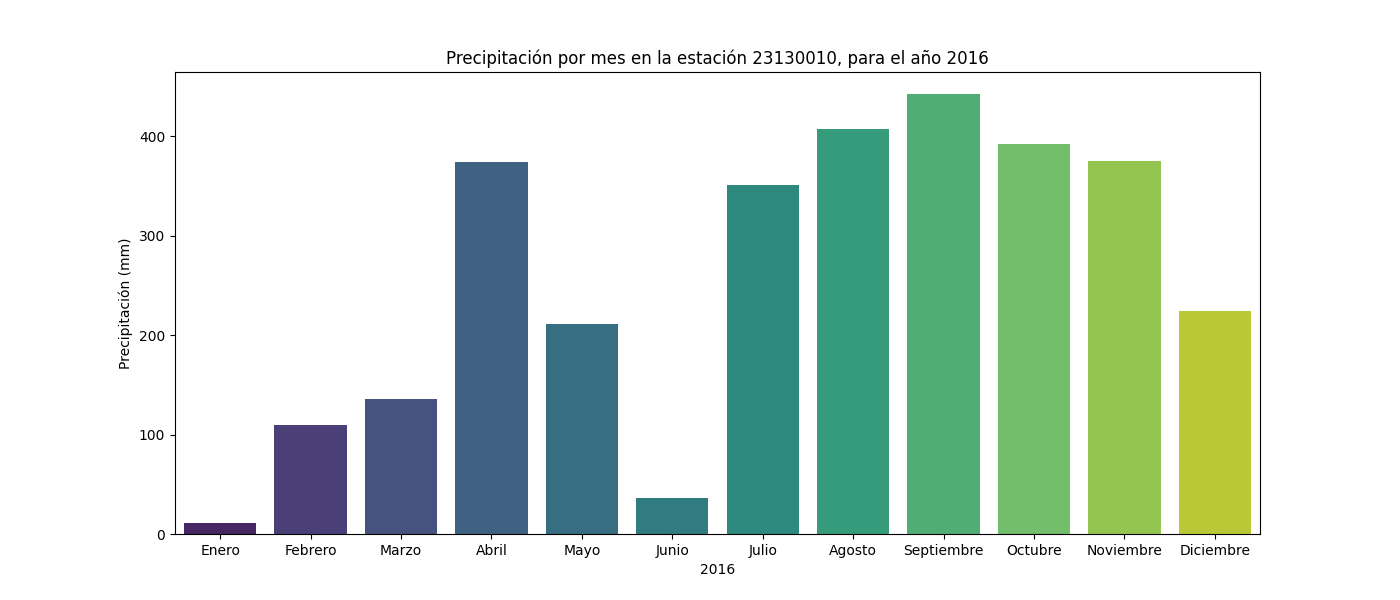 Precipitación por mes en la estación 23130010, para el año 2016
Precipitación (mm)
400
300
200
100
0
Enero Febrero Marzo Abril Mayo Junio Julio Agosto Septiembre Octubre Noviembre Diciembre
2016